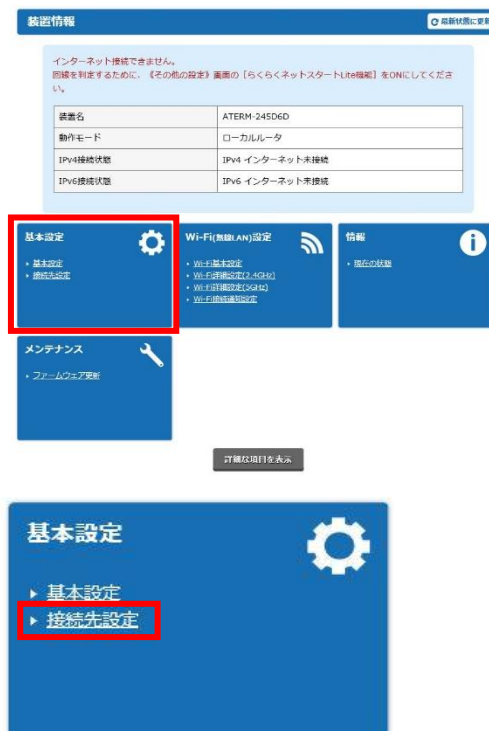 装置情報
最新状態に更新
インターネット接続できません。
回線を判定するために、《その他の設定》画面の［らくらくネットスタートLite機能］をONにしてくださ
い。
装置名 ATERM-245D6D
動作モード ローカルルータ
IPv4接続状態 IPv4 インターネット未接続
IPv6接続状態 IPv6 インターネット未接続
基本設定
基本設定
接続先設定
Wi-Fi(無線LAN)設定
Wi-Fi基本設定
Wi-Fi詳細設定(2.4GHz)
Wi-Fi詳細設定(5GHz)
Wi-Fi接続通知設定
情報
現在の状態
メンテナンス
ファームウェア更新
詳細な項目を表示
基本設定
基本設定
接続先設定